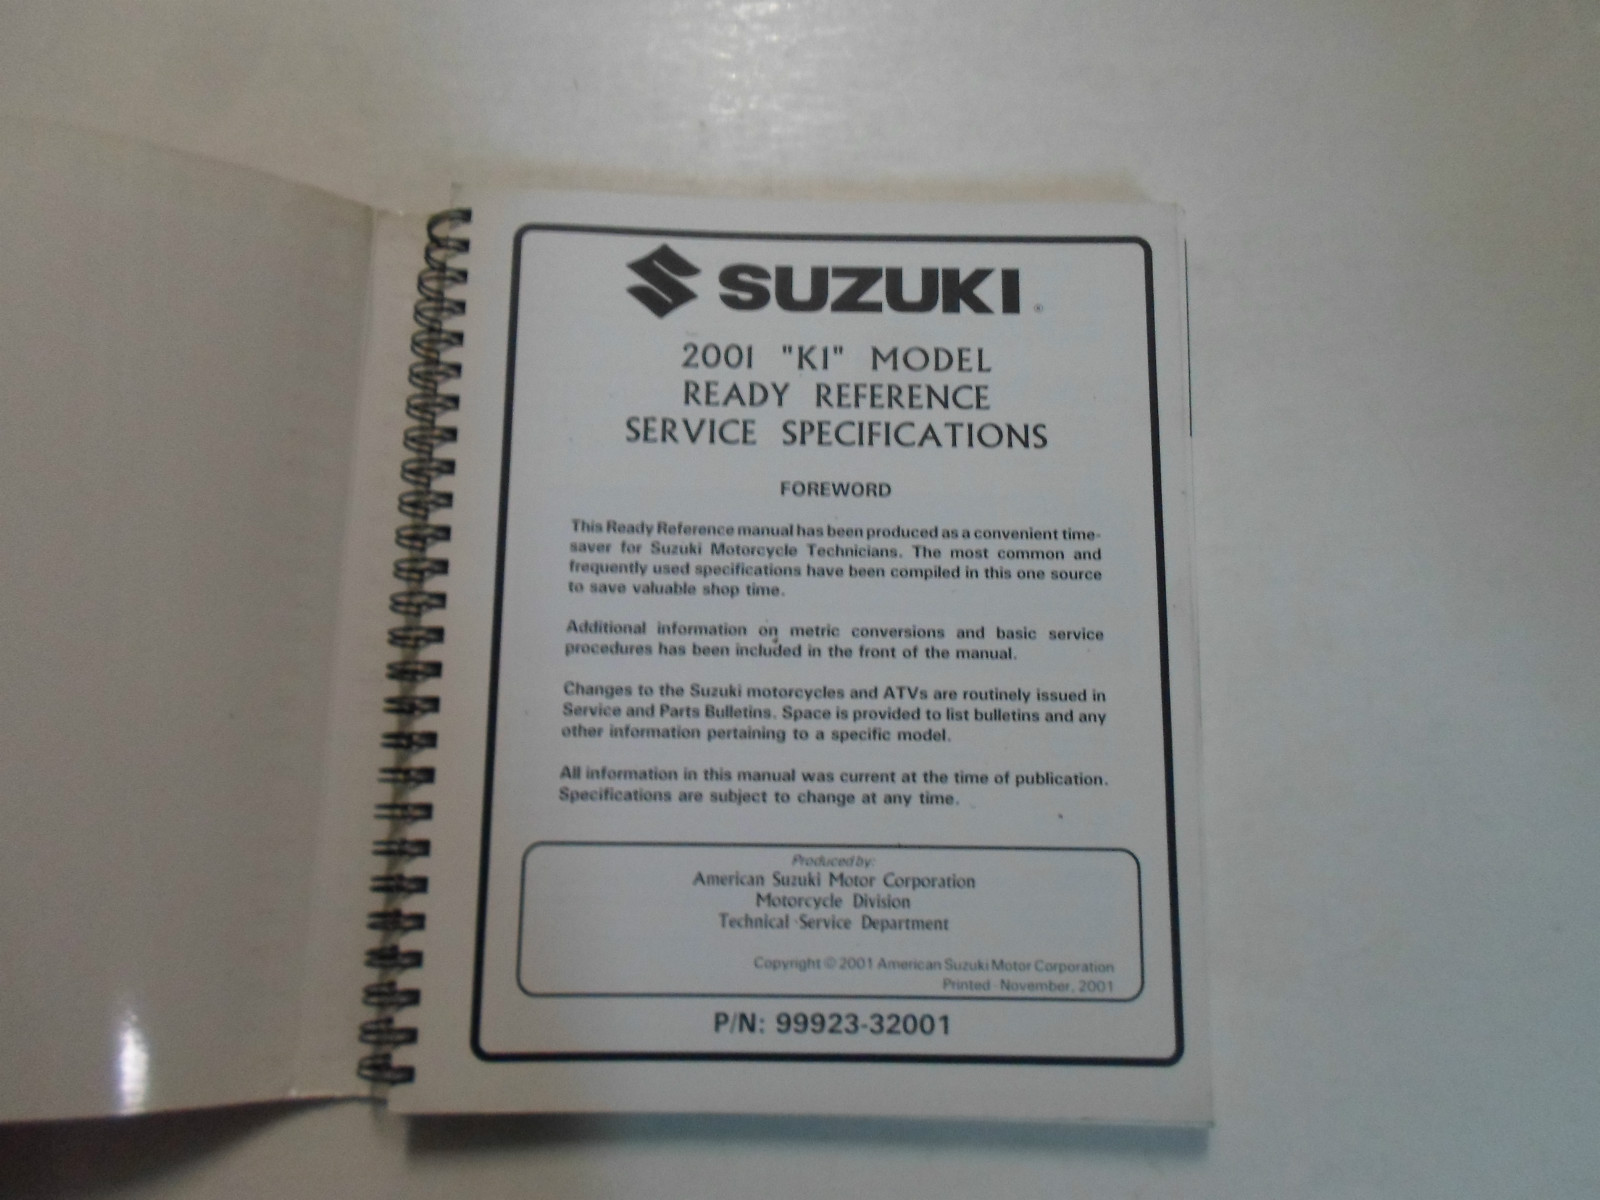 SUZUKI®
2001 "K1" MODEL
READY REFERENCE
SERVICE SPECIFICATIONS
FOREWORD
This Ready Reference manual has been produced as a convenient time-
saver for Suzuki Motorcycle Technicians. The most common and
frequently used specifications have been compiled in this one source
to save valuable shop time.
Additional information on metric conversions and basic service
procedures has been included in the front of the manual.
Changes to the Suzuki motorcycles and ATVs are routinely issued in
Service and Parts Bulletins. Space is provided to list bulletins and any
other information pertaining to a specific model.
All information in this manual was current at the time of publication.
Specifications are subject to change at any time.
Produced by:
American Suzuki Motor Corporation
Motorcycle Division
Technical Service Department
Copyright © 2001 American Suzuki Motor Corporation
Printed - November, 2001
P/N: 99923-32001